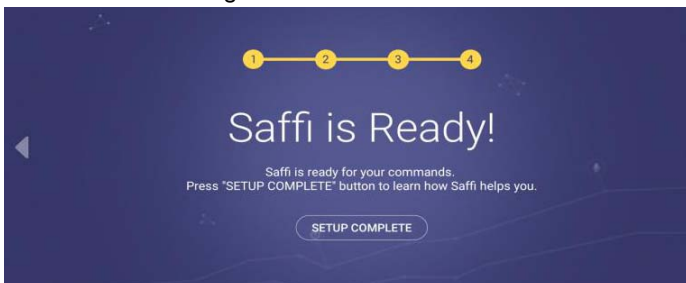 1 2 3 4
Saffi is Ready!
Saffi is ready for your commands.
Press "SETUP COMPLETE" button to learn how Saffi helps you.
SETUP COMPLETE